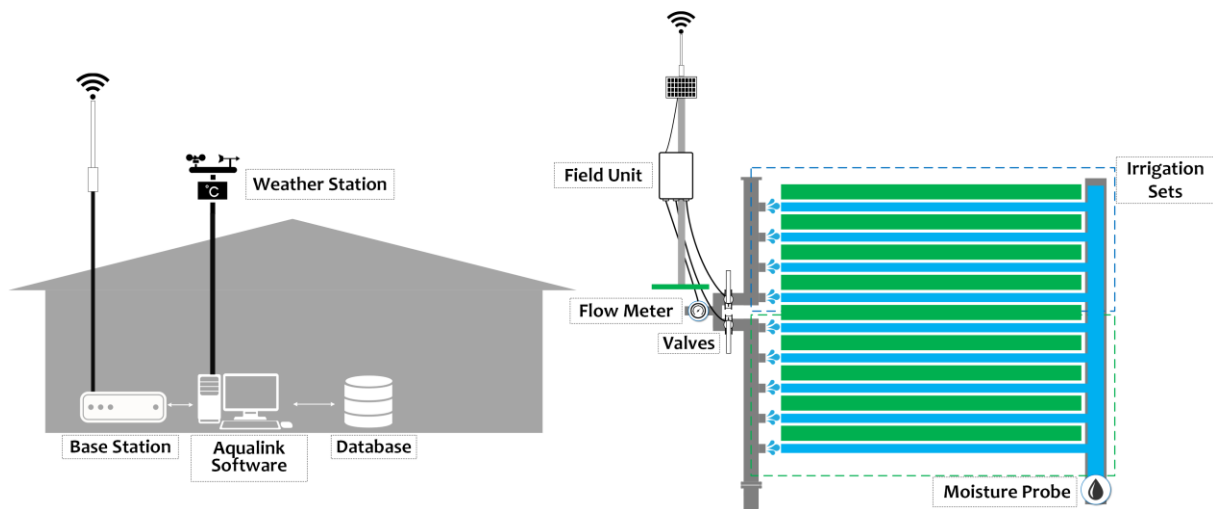 Weather Station
°C
Base Station
Aqualink
Software
Database
Field Unit
Irrigation
Sets
Flow Meter
Valves
Moisture Probe